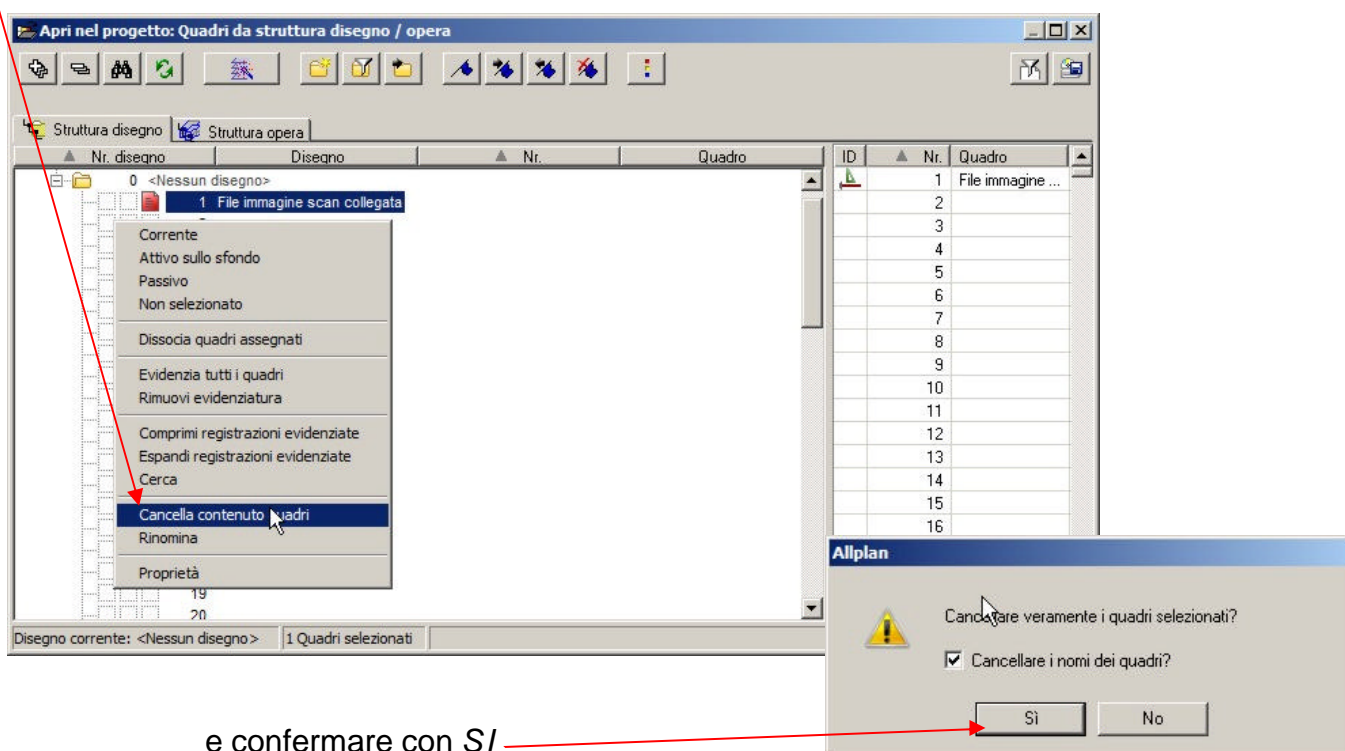 Apri nel progetto: Quadri da struttura disegno / opera
Struttura disegno Struttura opera
Nr. disegno Disegno Nr. Quadro ID Nr. Quadro
0 <Nessun disegno> 1 File immagine ...
1 File immagine scan collegata 2
3
Corrente 4
Attivo sullo sfondo 5
Passivo 6
Non selezionato 7
Dissocia quadri assegnati 8
9
Evidenzia tutti i quadri 10
Rimuovi evidenziatura 11
Comprimi registrazioni evidenziate 12
Espandi registrazioni evidenziate 13
Cerca 14
15
Cancella contenuto quadri 16
Rinomina
Proprietà
19
20
Disegno corrente: <Nessun disegno> 1 Quadri selezionati
Allplan
Cancellare veramente i quadri selezionati?
Cancellare i nomi dei quadri?
Sì No
e confermare con SI